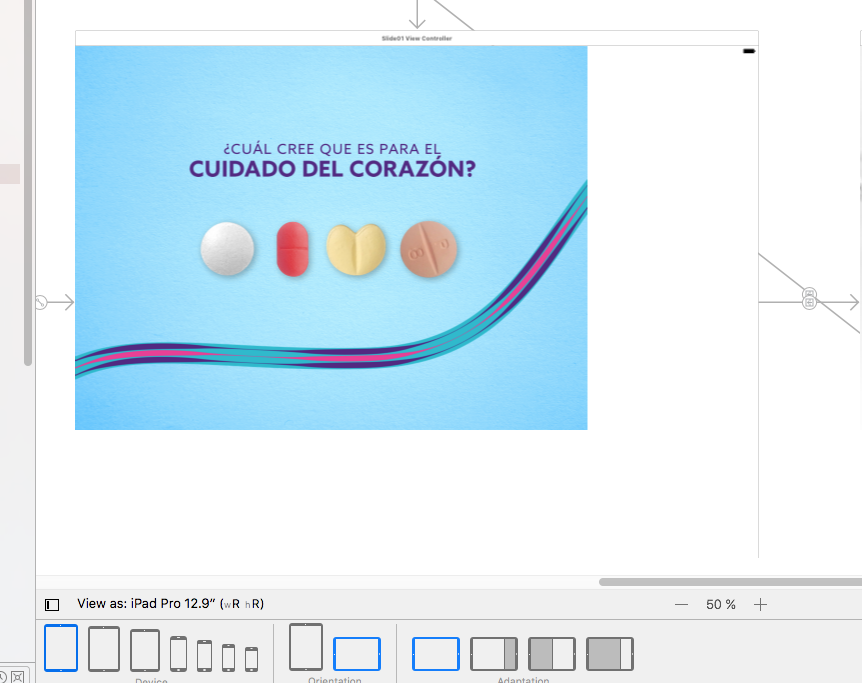 Slide01 View Controller
¿CUÁL CREE QUE ES PARA EL
CUIDADO DEL CORAZÓN?
View as: iPad Pro 12.9” (wR hR)
50 %
Device
Orientation
Adaptation